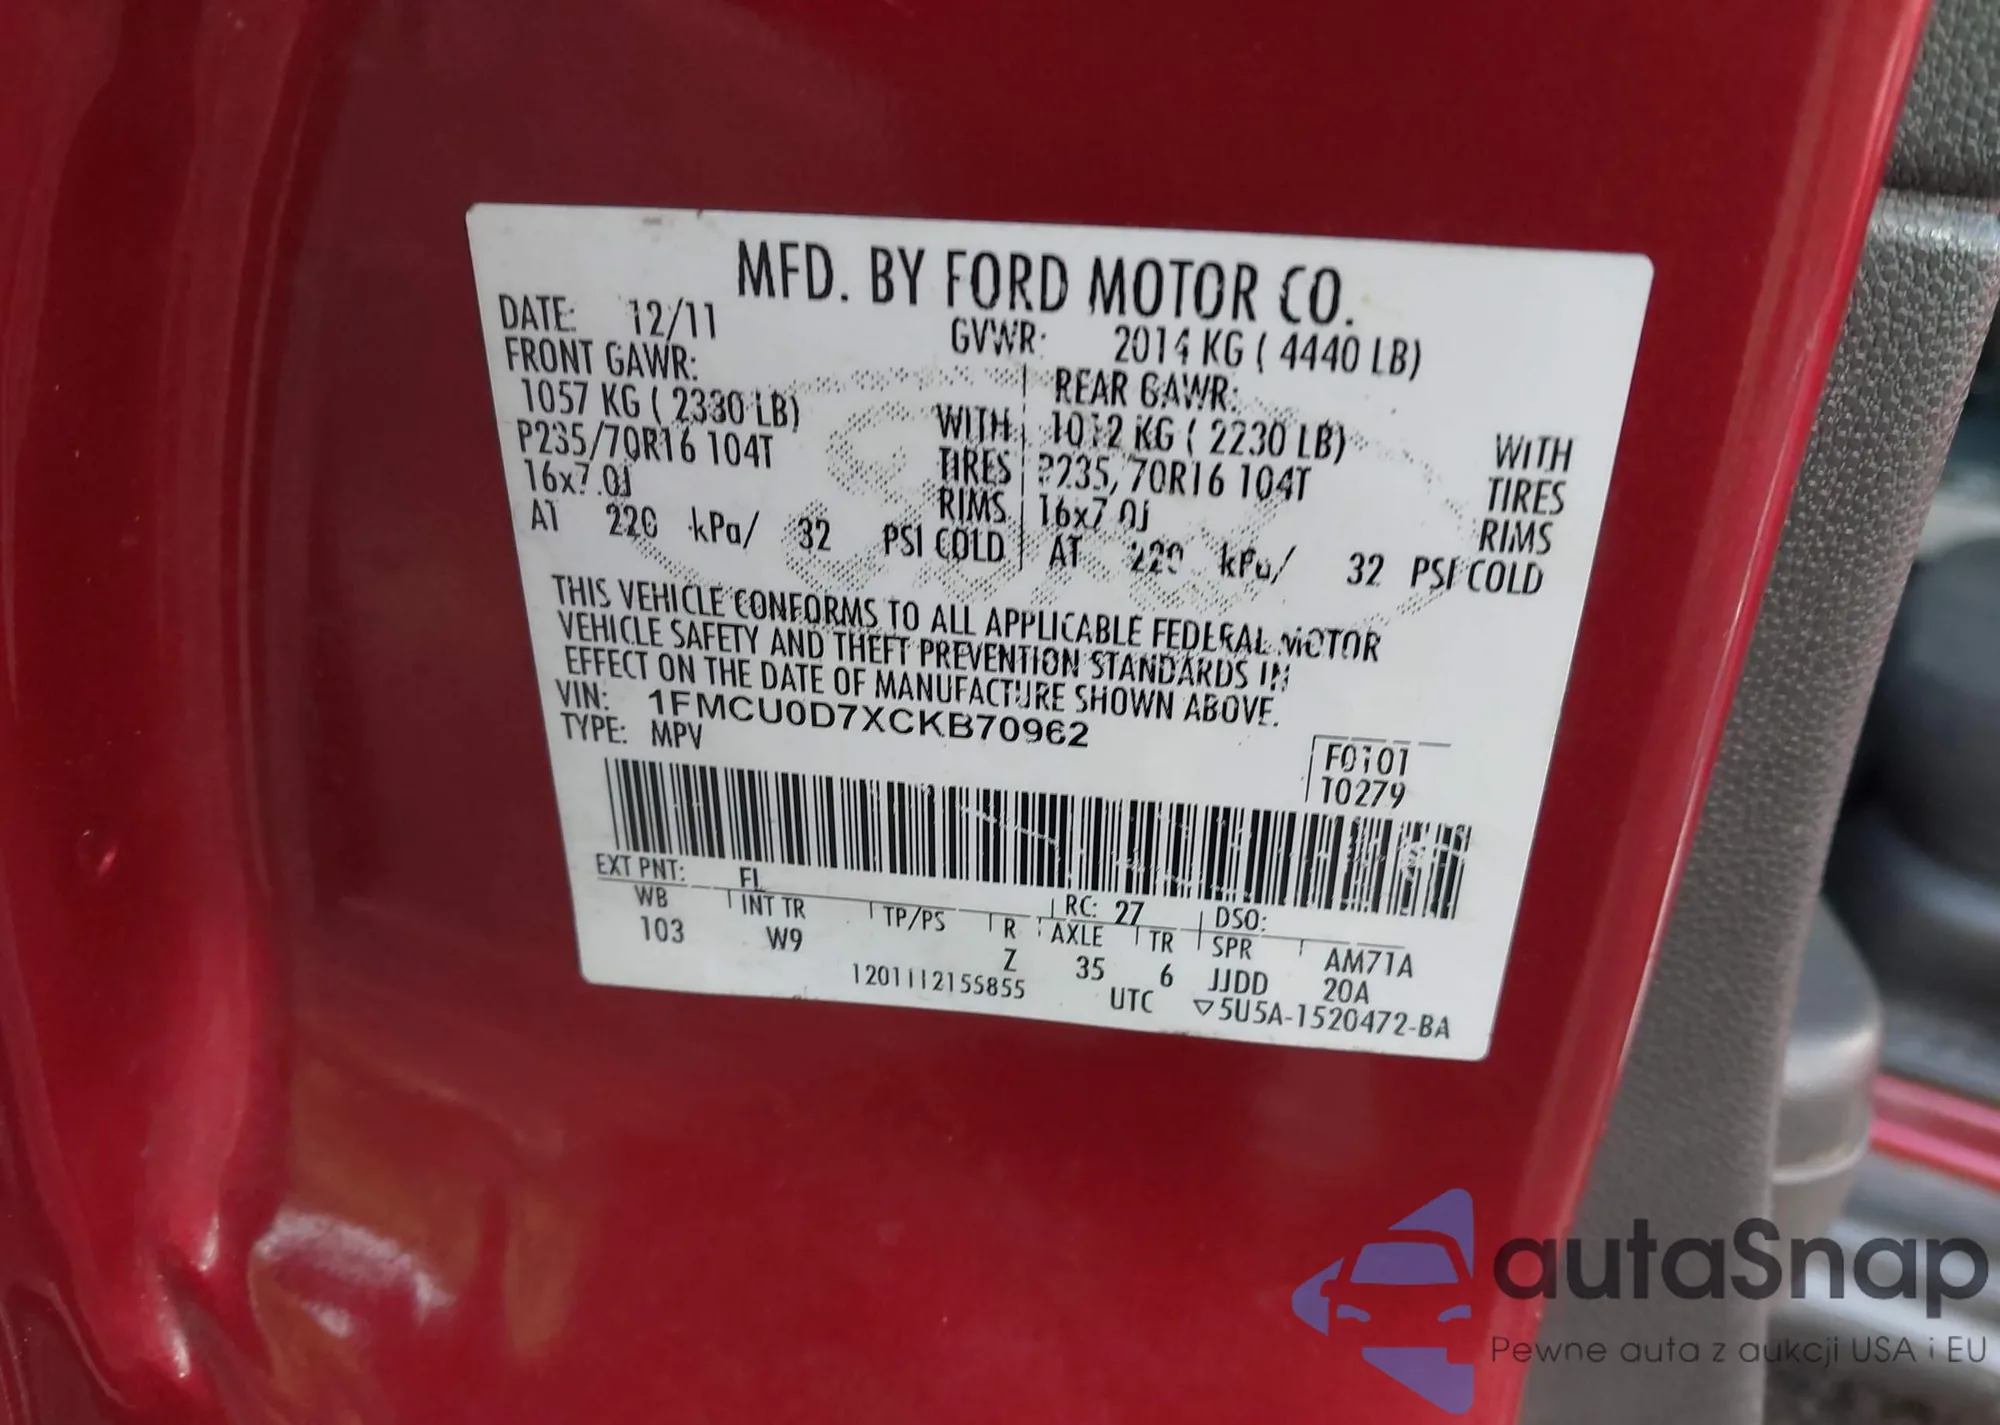 MFD. BY FORD MOTOR CO.
DATE: 12/11 GVWR: 2014 KG ( 4440 LB)
FRONT GAWR: REAR GAWR:
1057 KG ( 2330 LB) WITH 1012 KG ( 2230 LB) WITH
P235/70R16 104T TIRES P235/70R16 104T TIRES
16x7.0J RIMS 16x7.0J RIMS
AT 220 kPa/ 32 PSI COLD AT 220 kPa/ 32 PSI COLD
THIS VEHICLE CONFORMS TO ALL APPLICABLE FEDERAL MOTOR
VEHICLE SAFETY AND THEFT PREVENTION STANDARDS IN
EFFECT ON THE DATE OF MANUFACTURE SHOWN ABOVE.
VIN: 1FMCU0D7XCKB70962
TYPE: MPV
F0101
T0279
EXT PNT: FL RC: 27 DSO:
WB INT TR TP/PS R AXLE TR SPR AM71A
103 W9 Z 35 6 JJDD 20A
1201112155855 UTC ▽5U5A-1520472-BA
autaSnap
Pewne auta z aukcji USA i EU